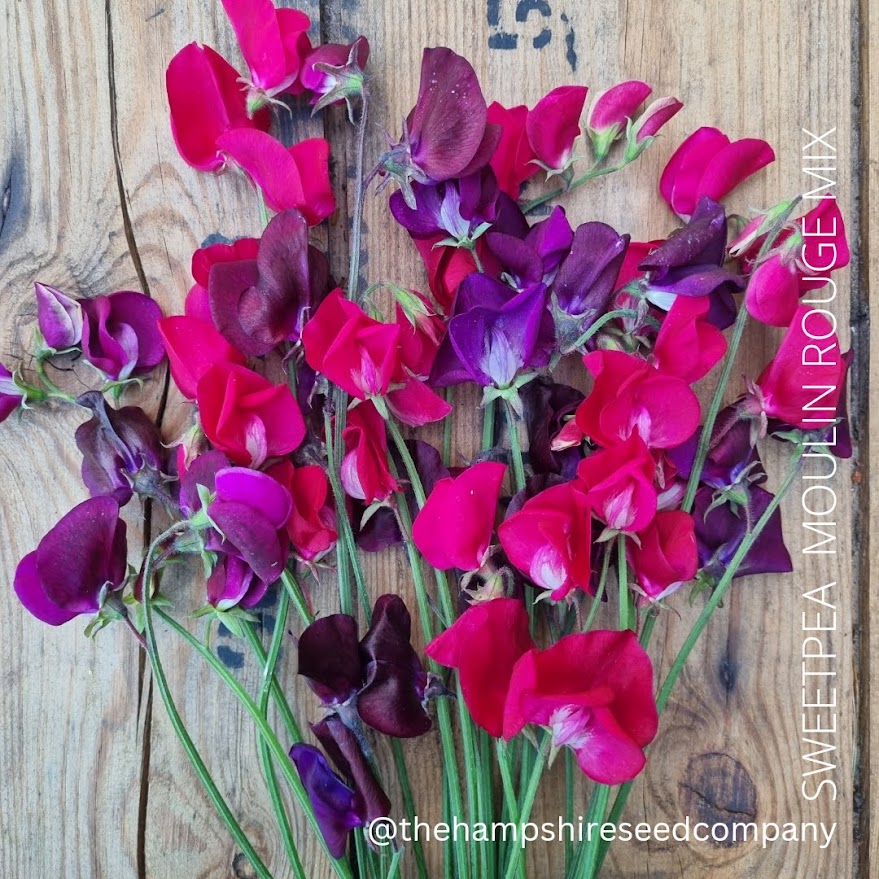 SWEETPEA MOULIN ROUGE MIX
@thehampshireseedcompany